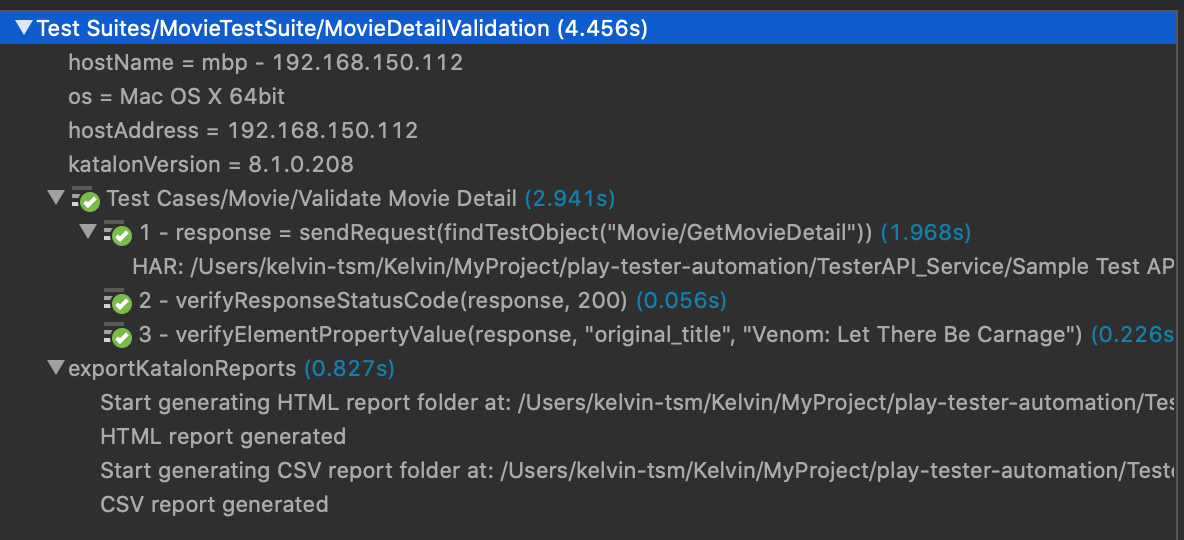 Test Suites/MovieTestSuite/MovieDetailValidation (4.456s)
hostName = mbp - 192.168.150.112
os = Mac OS X 64bit
hostAddress = 192.168.150.112
katalonVersion = 8.1.0.208
Test Cases/Movie/Validate Movie Detail (2.941s)
1 - response = sendRequest(findTestObject("Movie/GetMovieDetail")) (1.968s)
HAR: /Users/kelvin-tsm/Kelvin/MyProject/play-tester-automation/TesterAPI_Service/Sample Test AP
2 - verifyResponseStatusCode(response, 200) (0.056s)
3 - verifyElementPropertyValue(response, "original_title", "Venom: Let There Be Carnage") (0.226s
exportKatalonReports (0.827s)
Start generating HTML report folder at: /Users/kelvin-tsm/Kelvin/MyProject/play-tester-automation/Tes
HTML report generated
Start generating CSV report folder at: /Users/kelvin-tsm/Kelvin/MyProject/play-tester-automation/Teste
CSV report generated